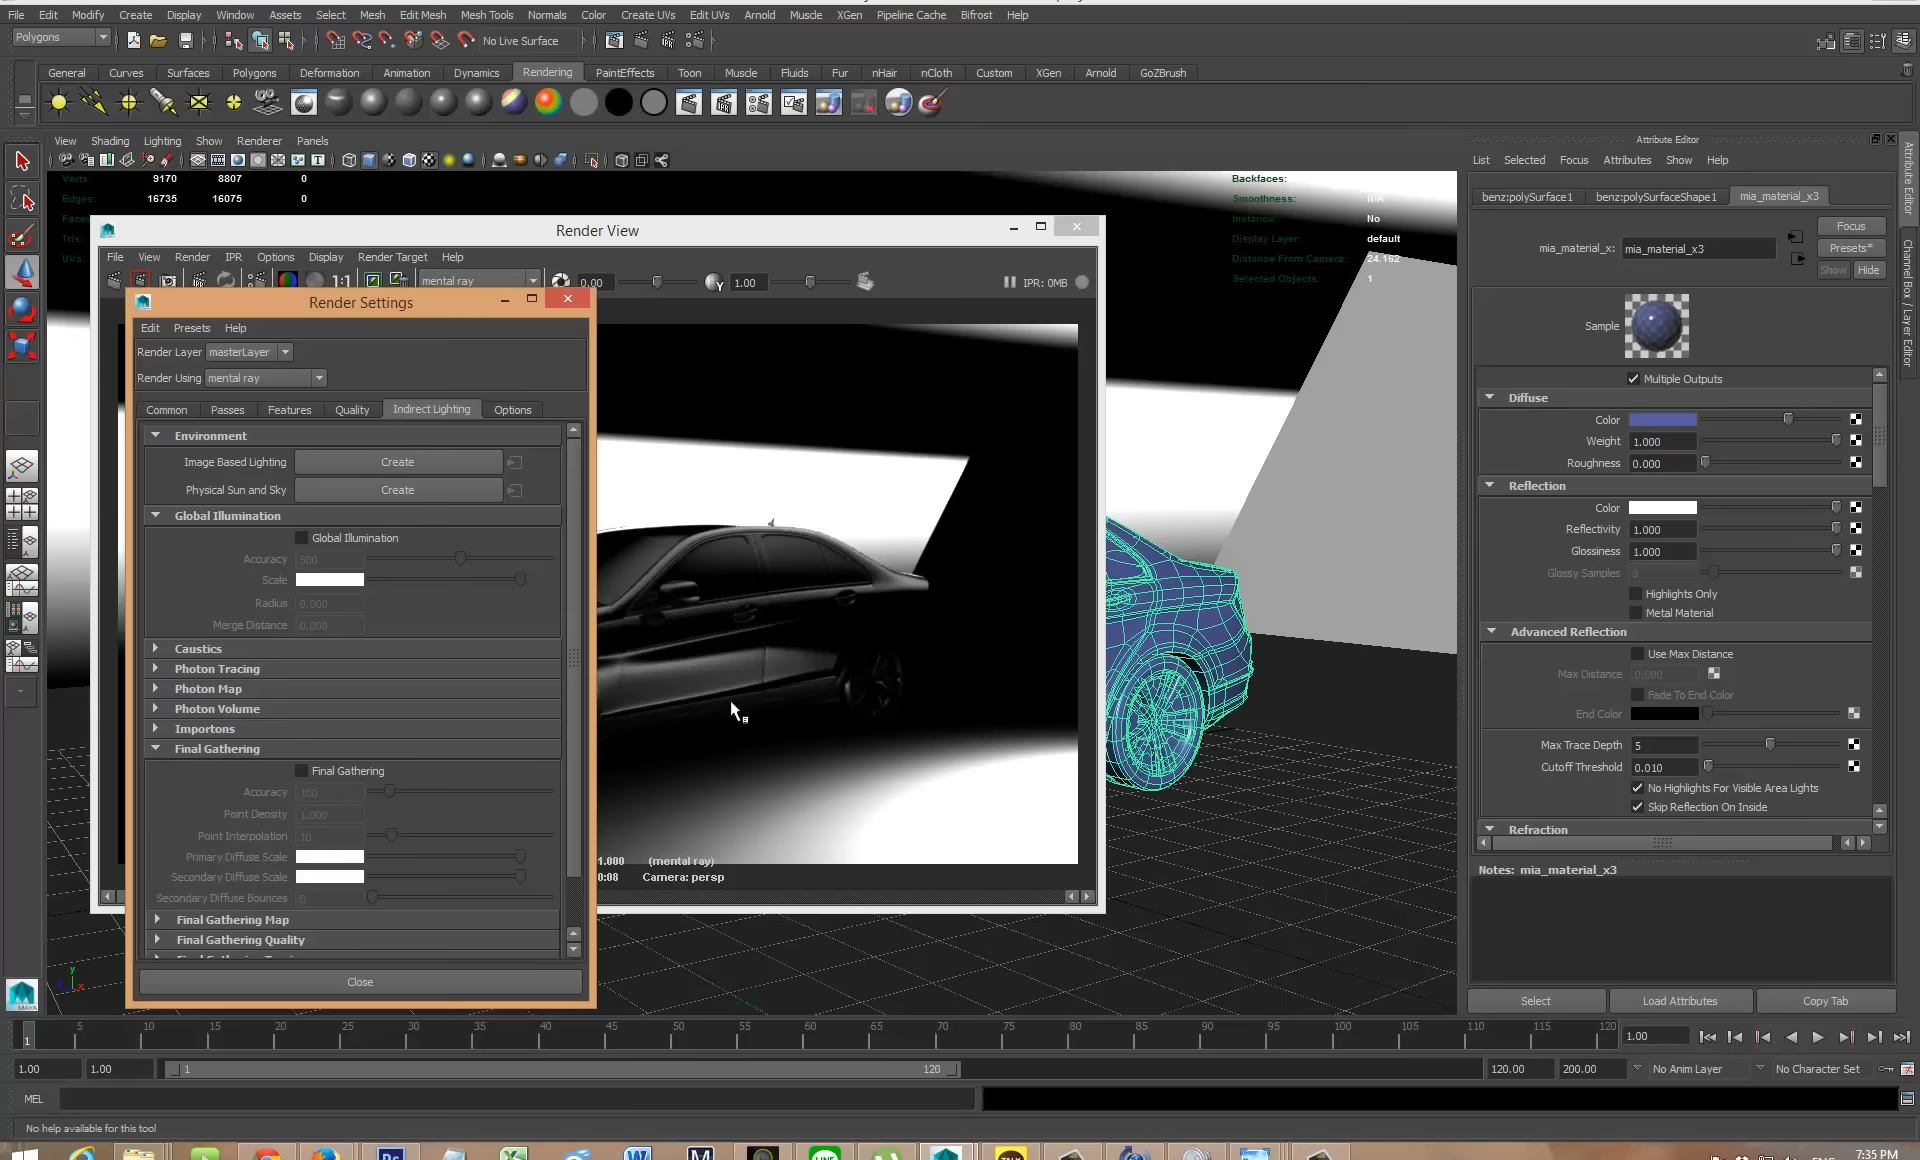 File Edit Modify Create Display Window Assets Select Mesh Edit Mesh Mesh Tools Normals Color Create UVs Edit UVs Arnold Muscle XGen Pipeline Cache Bifrost Help
Polygons
No Live Surface
General Curves Surfaces Polygons Deformation Animation Dynamics Rendering PaintEffects Toon Muscle Fluids Fur nHair nCloth Custom XGen Arnold GoZBrush
View Shading Lighting Show Renderer Panels
Verts: 9170 8807 0
Edges: 16735 16075 0
Faces
Tris:
UVs:
Backfaces:
Smoothness: N/A
Instance: No
Display Layer: default
Distance From Camera: 24.162
Selected Objects: 1
Render View
File View Render IPR Options Display Render Target Help
1:1
mental ray
0.00
1.00
IPR: 0MB
1.000 (mental ray)
0:08 Camera: persp
Render Settings
Edit Presets Help
Render Layer masterLayer
Render Using mental ray
Common Passes Features Quality Indirect Lighting Options
Environment
Image Based Lighting Create
Physical Sun and Sky Create
Global Illumination
Global Illumination
Accuracy 500
Scale
Radius 0.000
Merge Distance 0.000
Caustics
Photon Tracing
Photon Map
Photon Volume
Importons
Final Gathering
Final Gathering
Accuracy 100
Point Density 1.000
Point Interpolation 10
Primary Diffuse Scale
Secondary Diffuse Scale
Secondary Diffuse Bounces 0
Final Gathering Map
Final Gathering Quality
Close
Attribute Editor
List Selected Focus Attributes Show Help
benz:polySurface1 benz:polySurfaceShape1 mia_material_x3
mia_material_x: mia_material_x3
Focus
Presets*
Show Hide
Sample
Multiple Outputs
Diffuse
Color
Weight 1.000
Roughness 0.000
Reflection
Color
Reflectivity 1.000
Glossiness 1.000
Glossy Samples 8
Highlights Only
Metal Material
Advanced Reflection
Use Max Distance
Max Distance 0.000
Fade To End Color
End Color
Max Trace Depth 5
Cutoff Threshold 0.010
No Highlights For Visible Area Lights
Skip Reflection On Inside
Refraction
Notes: mia_material_x3
Select Load Attributes Copy Tab
Attribute Editor
Channel Box / Layer Editor
y
x
MAYA
1 5 10 15 20 25 30 35 40 45 50 55 60 65 70 75 80 85 90 95 100 105 110 115 120
1.00
1.00 1.00 1 120 120.00 200.00 No Anim Layer No Character Set
MEL
No help available for this tool
7:35 PM